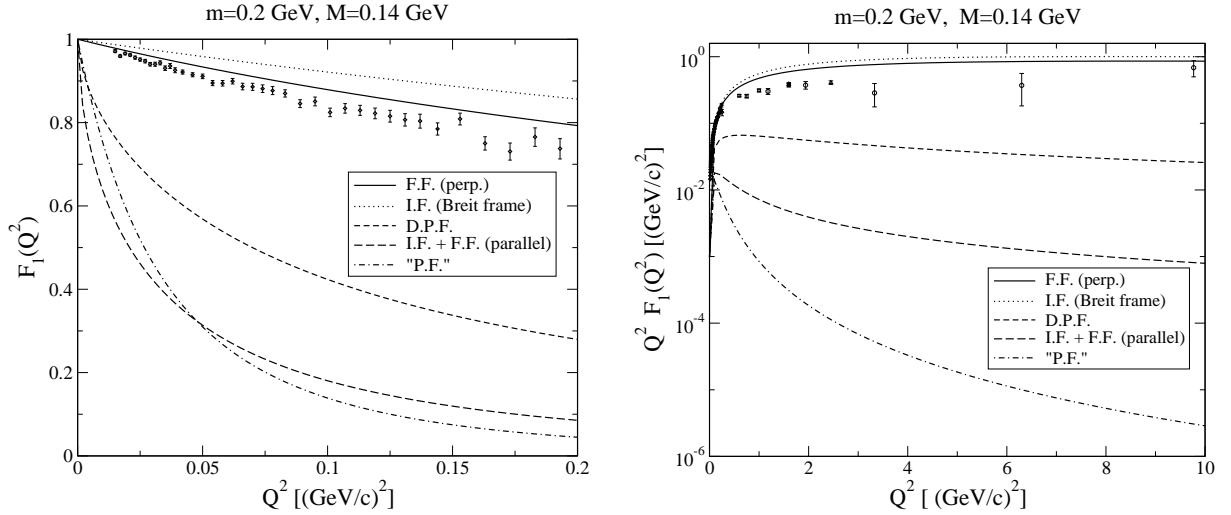 m=0.2 GeV, M=0.14 GeV
1
0.8
0.6
0.4
0.2
0
F₁(Q²)
F.F. (perp.)
I.F. (Breit frame)
D.P.F.
I.F. + F.F. (parallel)
"P.F."
0 0.05 0.1 0.15 0.2
Q² [(GeV/c)²]
m=0.2 GeV, M=0.14 GeV
10⁰
10⁻²
10⁻⁴
10⁻⁶
Q² F₁(Q²) [(GeV/c)²]
F.F. (perp.)
I.F. (Breit frame)
D.P.F.
I.F. + F.F. (parallel)
"P.F."
0 2 4 6 8 10
Q² [ (GeV/c)²]